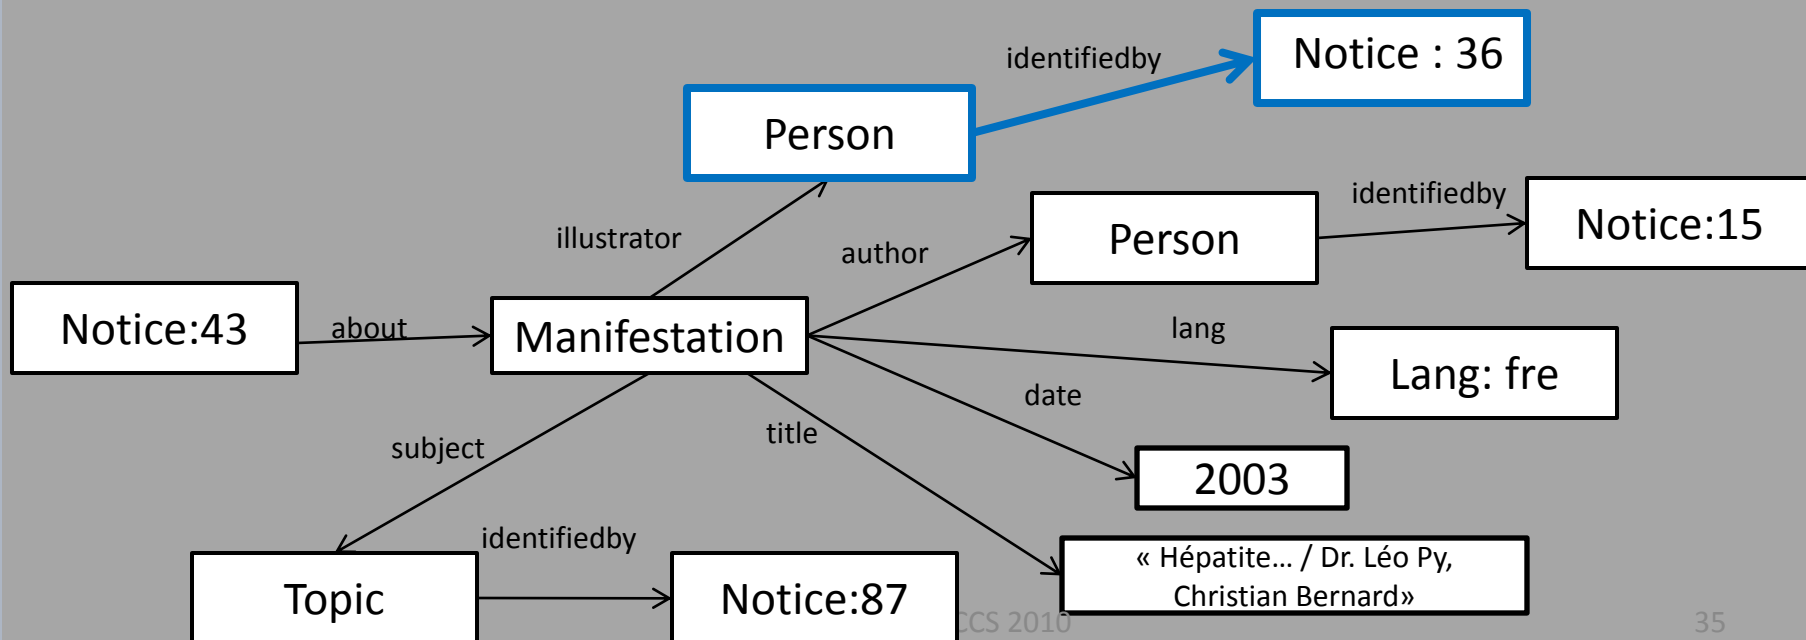 identifiedby
Notice : 36
Person
identifiedby
Notice:15
illustrator
author
Person
Notice:43
about
Manifestation
lang
Lang: fre
date
title
subject
2003
identifiedby
« Hépatite... / Dr. Léo Py,
Christian Bernard»
Topic
Notice:87
CCS 2010
35